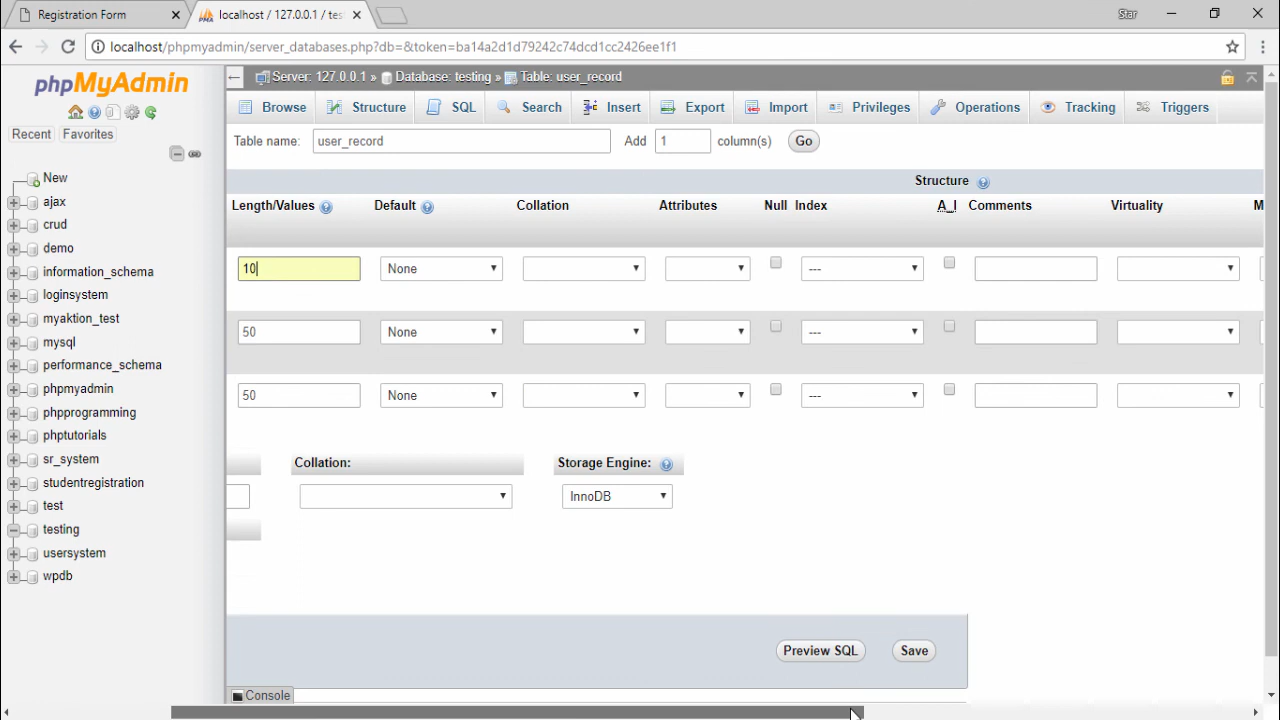 Registration Form
localhost / 127.0.0.1 / tes
Star
localhost/phpmyadmin/server_databases.php?db=&token=ba14a2d1d79242c74dcd1cc2426ee1f1
phpMyAdmin
Recent Favorites
New
ajax
crud
demo
information_schema
loginsystem
myaktion_test
mysql
performance_schema
phpmyadmin
phpprogramming
phptutorials
sr_system
studentregistration
test
testing
usersystem
wpdb
Server: 127.0.0.1 » Database: testing » Table: user_record
Browse Structure SQL Search Insert Export Import Privileges Operations Tracking Triggers
Table name: user_record Add 1 column(s) Go
Structure
Length/Values Default Collation Attributes Null Index A_I Comments Virtuality M
10 None ---
50 None ---
50 None ---
Collation: Storage Engine:
InnoDB
Preview SQL Save
Console